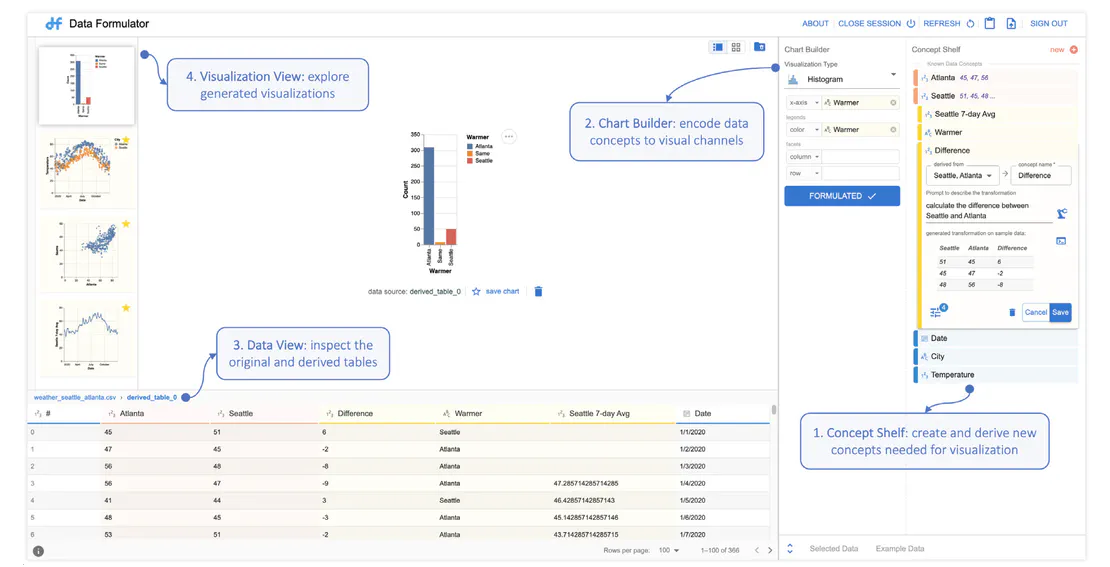 Data Formulator
ABOUT CLOSE SESSION REFRESH SIGN OUT
4. Visualization View: explore
generated visualizations
2. Chart Builder: encode data
concepts to visual channels
350
300
250
200
150
100
50
0
Count
Atlanta
Same
Seattle
Warmer
Warmer
Atlanta
Same
Seattle
data source: derived_table_0 save chart
3. Data View: inspect the
original and derived tables
Chart Builder
Visualization Type
Histogram
x-axis Warmer
legends
color Warmer
facets
column
row
FORMULATED
Concept Shelf new
Known Data Concepts
Atlanta 45, 47, 56
Seattle 51, 45, 48 ...
Seattle 7-day Avg
Warmer
Difference
derived from concept name *
Seattle, Atlanta Difference
Prompt to describe the transformation
calculate the difference between
Seattle and Atlanta
generated transformation on sample data:
Seattle Atlanta Difference
51 45 6
45 47 -2
48 56 -8
4 Cancel Save
Date
City
Temperature
1. Concept Shelf: create and derive new
concepts needed for visualization
weather_seattle_atlanta.csv > derived_table_0
# Atlanta Seattle Difference Warmer Seattle 7-day Avg Date
0 45 51 6 Seattle 1/1/2020
1 47 45 -2 Atlanta 1/2/2020
2 56 48 -8 Atlanta 1/3/2020
3 56 47 -9 Atlanta 47.285714285714285 1/4/2020
4 41 44 3 Seattle 46.42857142857143 1/5/2020
5 48 45 -3 Atlanta 45.142857142857146 1/6/2020
6 53 51 -2 Atlanta 43.714285714285715 1/7/2020
Rows per page: 100 1–100 of 366
Selected Data Example Data